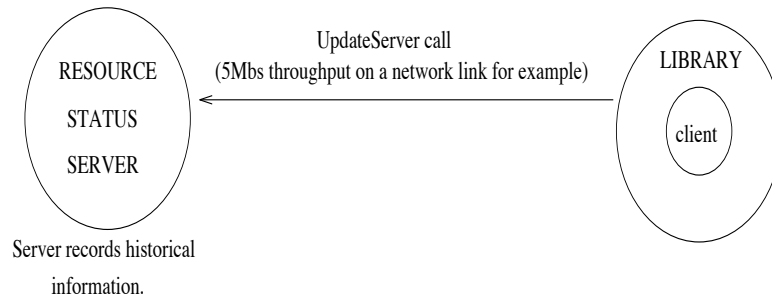 UpdateServer call
(5Mbs throughput on a network link for example)
RESOURCE
STATUS
SERVER
LIBRARY
client
Server records historical
information.